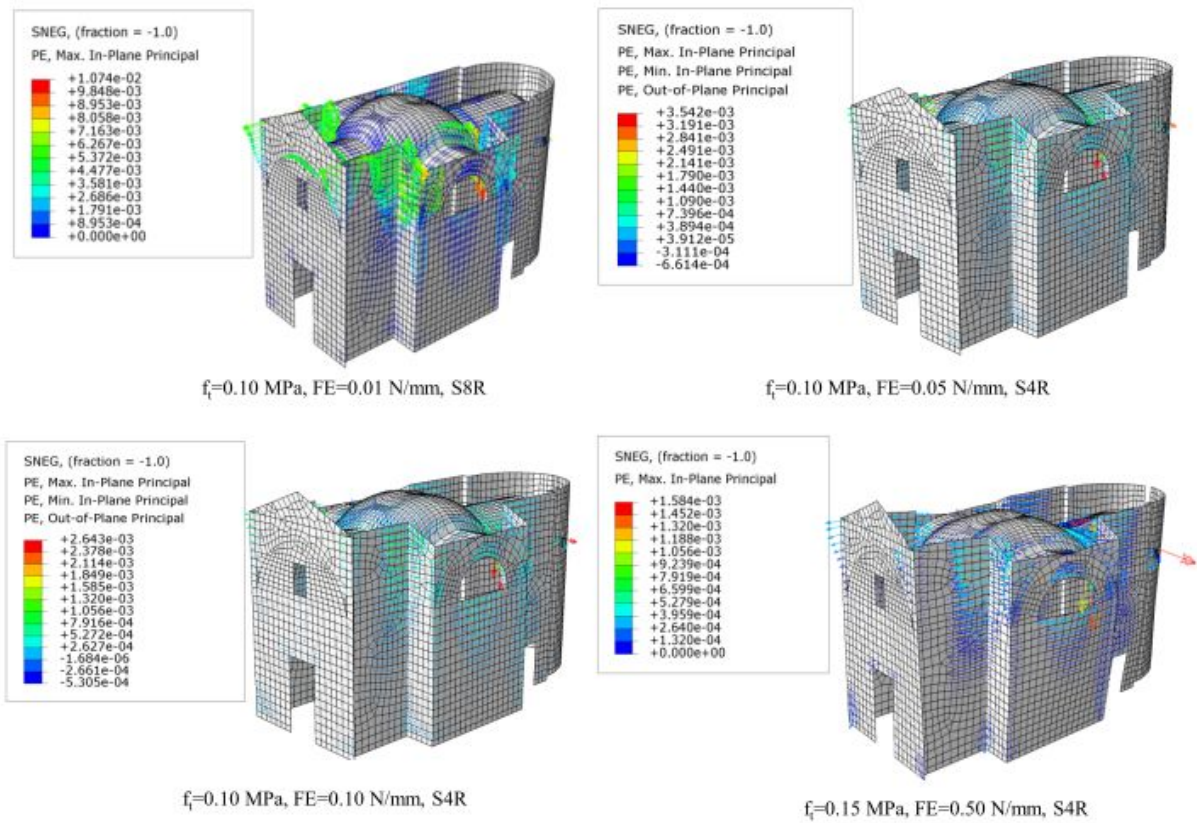 SNEG, (fraction = -1.0)
PE, Max. In-Plane Principal
+1.074e-02
+9.848e-03
+8.953e-03
+8.058e-03
+7.163e-03
+6.267e-03
+5.372e-03
+4.477e-03
+3.581e-03
+2.686e-03
+1.791e-03
+8.953e-04
+0.000e+00
fₜ=0.10 MPa, FE=0.01 N/mm, S8R
SNEG, (fraction = -1.0)
PE, Max. In-Plane Principal
PE, Min. In-Plane Principal
PE, Out-of-Plane Principal
+3.542e-03
+3.191e-03
+2.841e-03
+2.491e-03
+2.141e-03
+1.790e-03
+1.440e-03
+1.090e-03
+7.396e-04
+3.894e-04
+3.912e-05
-3.111e-04
-6.614e-04
fₜ=0.10 MPa, FE=0.05 N/mm, S4R
SNEG, (fraction = -1.0)
PE, Max. In-Plane Principal
PE, Min. In-Plane Principal
PE, Out-of-Plane Principal
+2.643e-03
+2.378e-03
+2.114e-03
+1.849e-03
+1.585e-03
+1.320e-03
+1.056e-03
+7.916e-04
+5.272e-04
+2.627e-04
-1.684e-06
-2.661e-04
-5.305e-04
fₜ=0.10 MPa, FE=0.10 N/mm, S4R
SNEG, (fraction = -1.0)
PE, Max. In-Plane Principal
+1.584e-03
+1.452e-03
+1.320e-03
+1.188e-03
+1.056e-03
+9.239e-04
+7.919e-04
+6.599e-04
+5.279e-04
+3.959e-04
+2.640e-04
+1.320e-04
+0.000e+00
fₜ=0.15 MPa, FE=0.50 N/mm, S4R